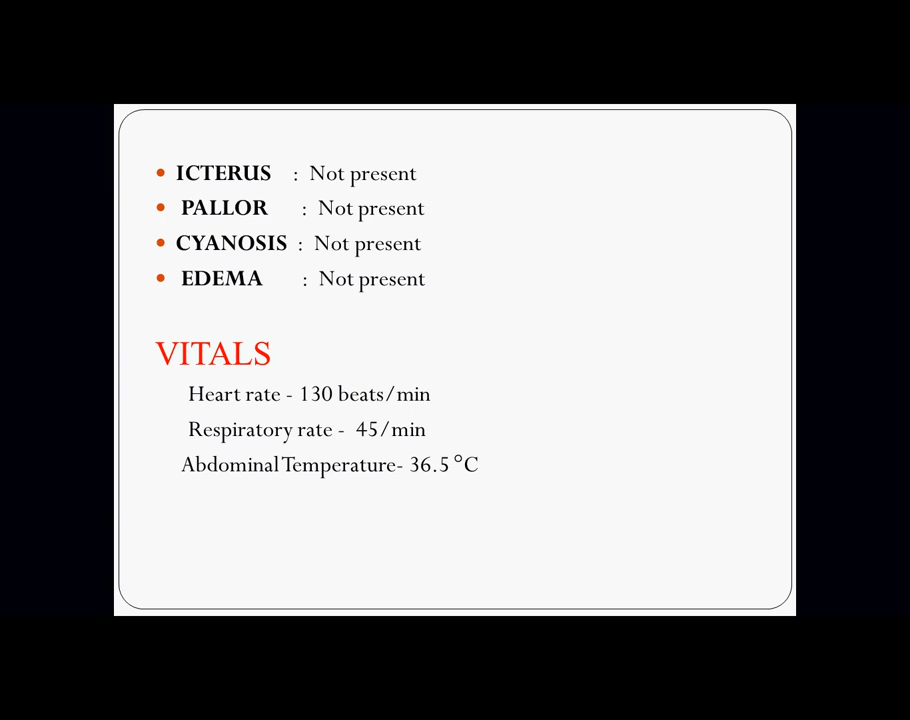 • ICTERUS : Not present
• PALLOR : Not present
• CYANOSIS : Not present
• EDEMA : Not present
VITALS
Heart rate - 130 beats/min
Respiratory rate - 45/min
Abdominal Temperature- 36.5 °C